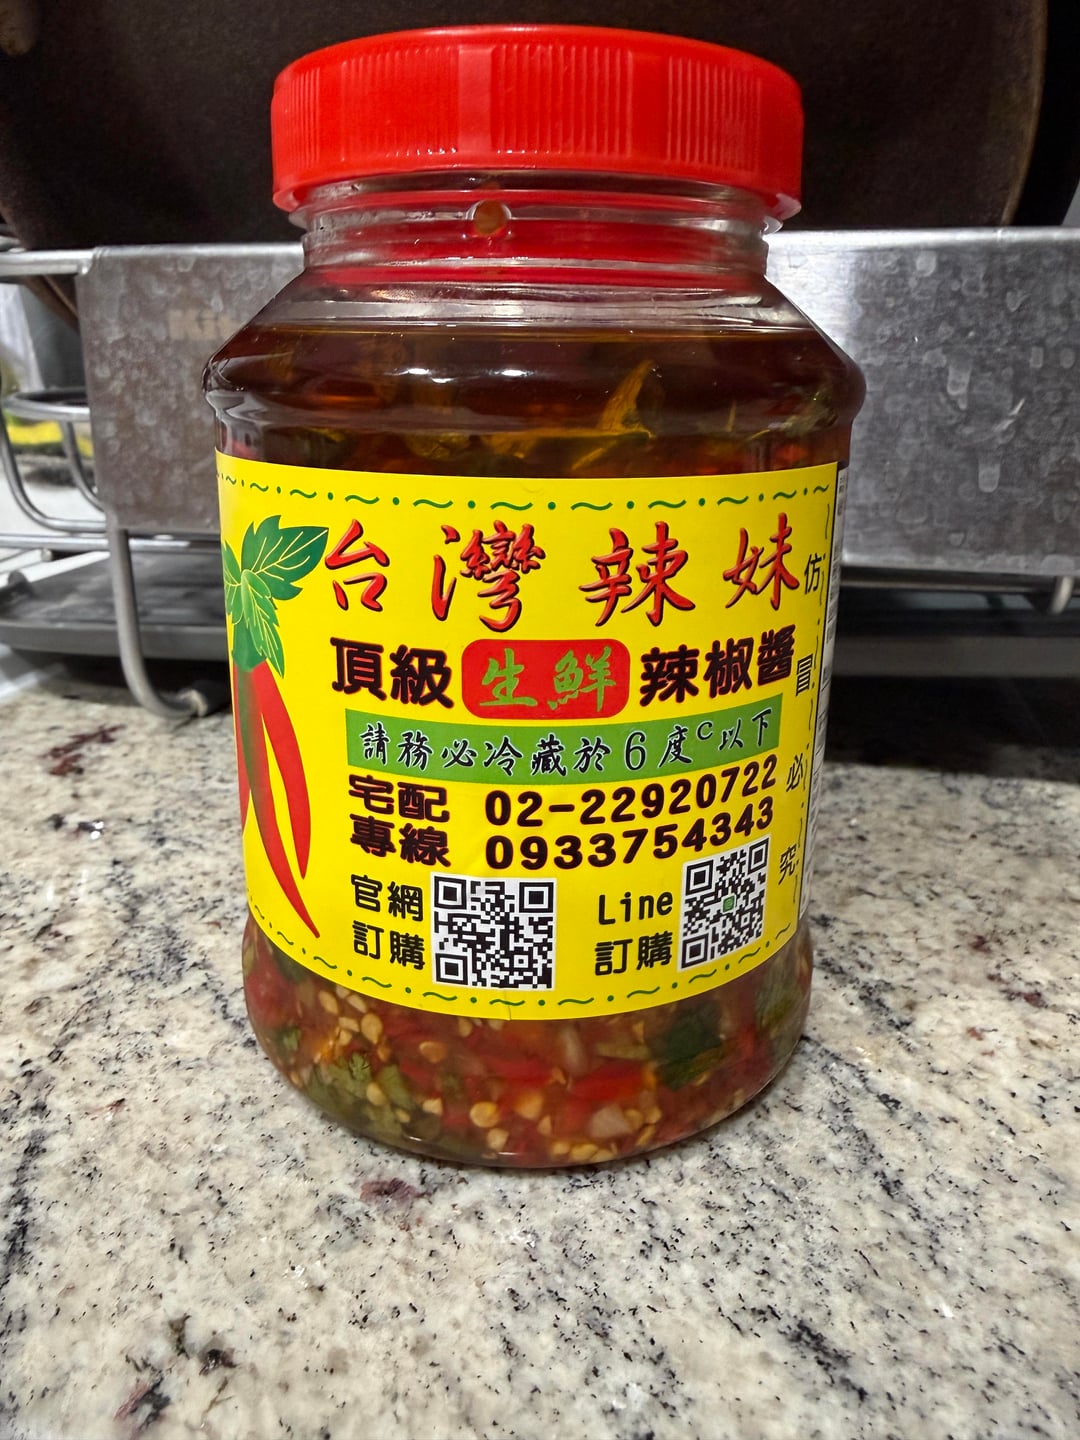 台灣辣妹
頂級生鮮辣椒醬
請務必冷藏於6度C以下
宅配
專線
02-22920722
0933754343
官網
訂購
Line
訂購
仿冒必究